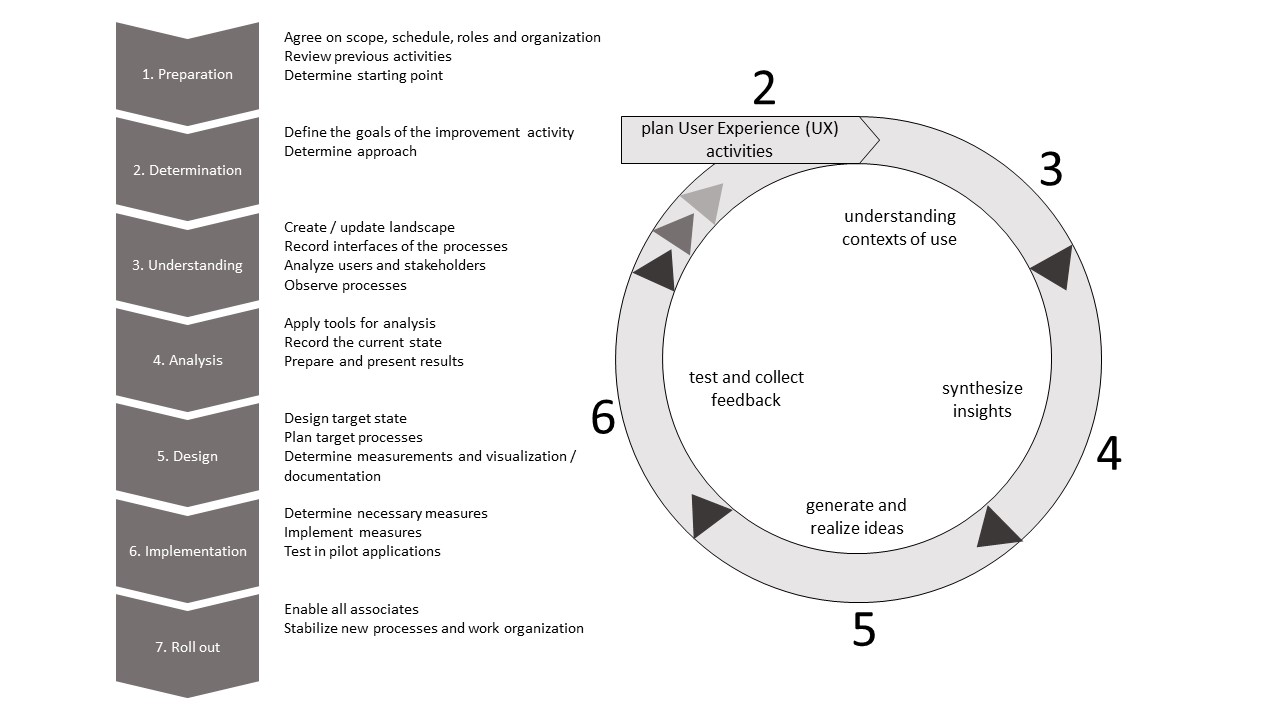 1. Preparation
Agree on scope, schedule, roles and organization
Review previous activities
Determine starting point
2. Determination
Define the goals of the improvement activity
Determine approach
3. Understanding
Create / update landscape
Record interfaces of the processes
Analyze users and stakeholders
Observe processes
4. Analysis
Apply tools for analysis
Record the current state
Prepare and present results
5. Design
Design target state
Plan target processes
Determine measurements and visualization /
documentation
6. Implementation
Determine necessary measures
Implement measures
Test in pilot applications
7. Roll out
Enable all associates
Stabilize new processes and work organization
2
plan User Experience (UX)
activities
3
understanding
contexts of use
4
synthesize
insights
5
generate and
realize ideas
6
test and collect
feedback